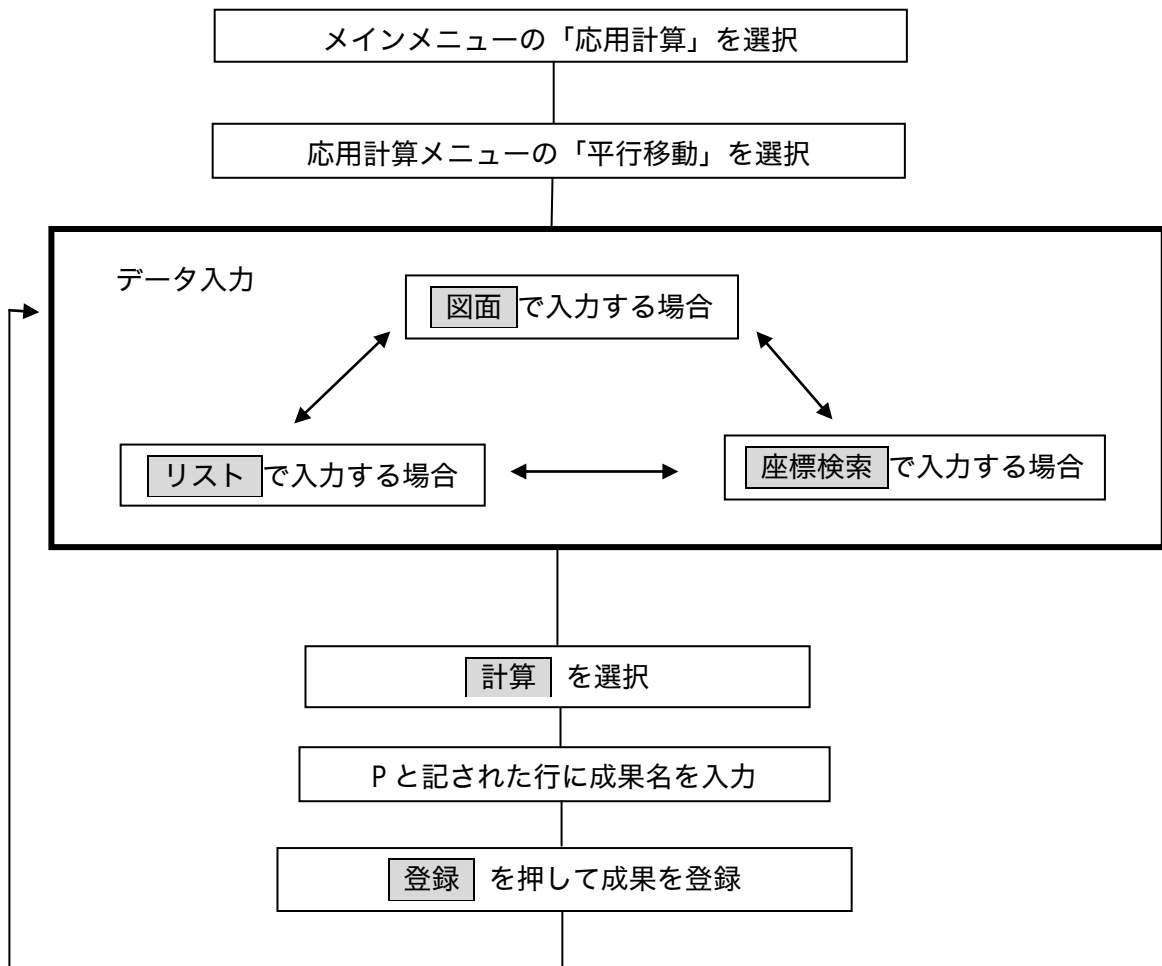 メインメニューの「応用計算」を選択
応用計算メニューの「平行移動」を選択
データ入力
図面 で入力する場合
リスト で入力する場合
座標検索 で入力する場合
計算 を選択
P と記された行に成果名を入力
登録 を押して成果を登録